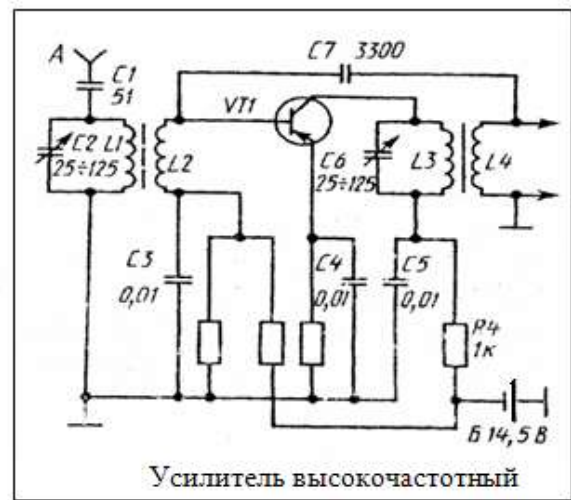 A
C1
51
C7 3300
VT1
C2
25÷125
L1
L2
C6
25÷125
L3
L4
C3
0,01
C4
0,01
C5
0,01
R4
1к
Б 14,5 В
Усилитель высокочастотный